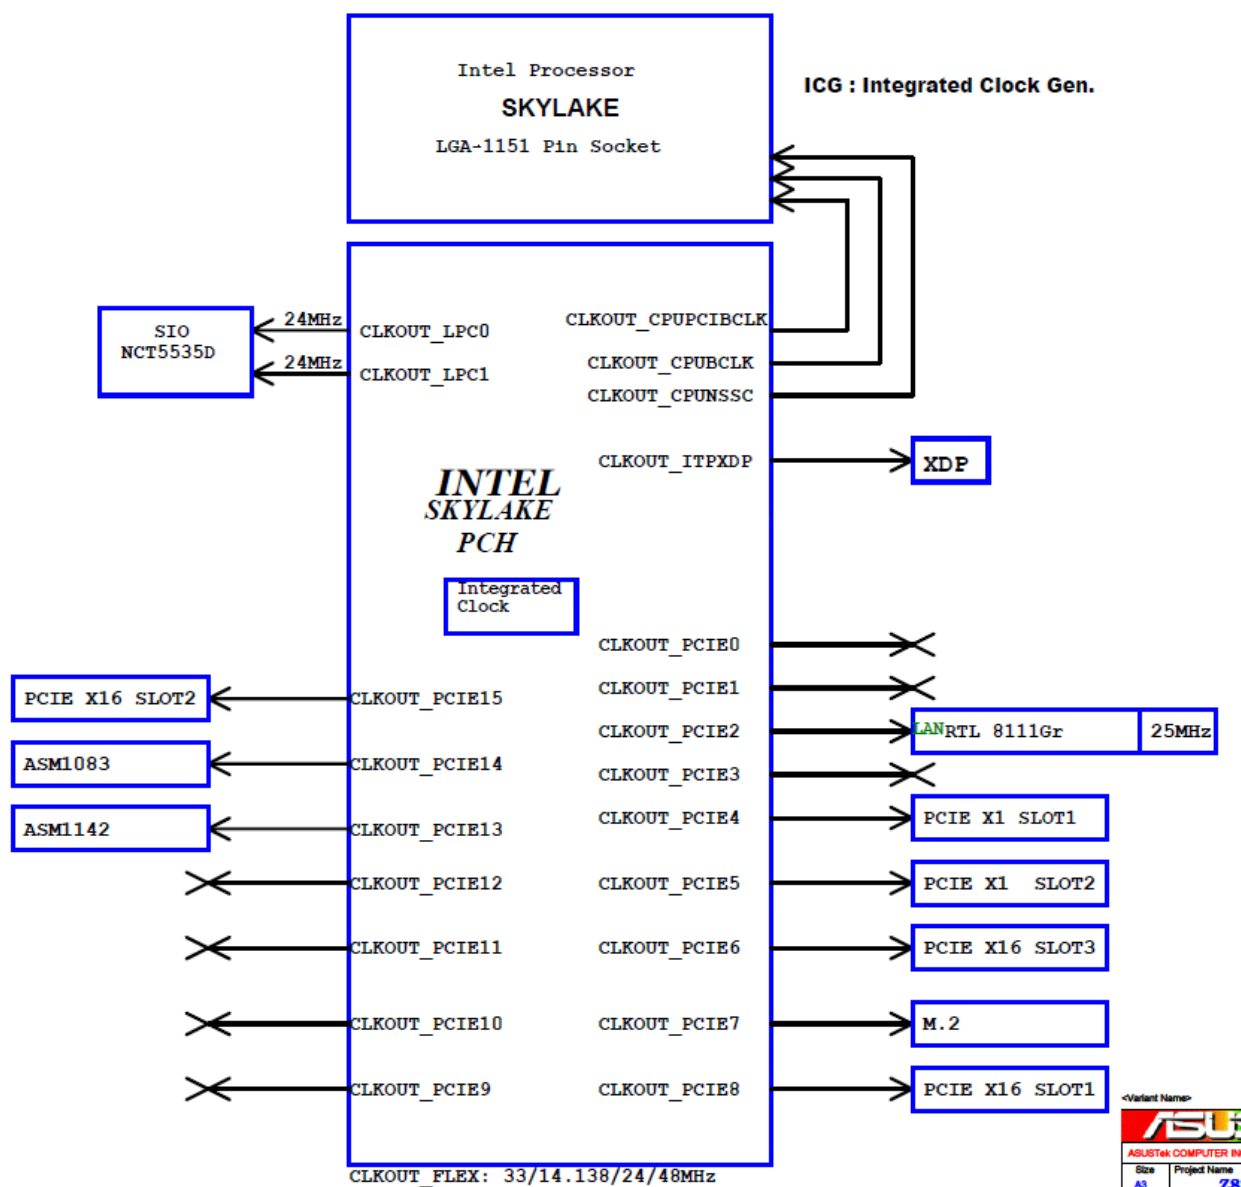 Intel Processor
SKYLAKE
LGA-1151 Pin Socket
ICG : Integrated Clock Gen.
SIO
NCT5535D
24MHz
24MHz
CLKOUT_LPC0
CLKOUT_LPC1
CLKOUT_CPUPCIBCLK
CLKOUT_CPUBCLK
CLKOUT_CPUNSSC
CLKOUT_ITPXDP
XDP
INTEL
SKYLAKE
PCH
Integrated
Clock
CLKOUT_PCIE0
CLKOUT_PCIE1
CLKOUT_PCIE2
LANRTL 8111Gr
25MHz
CLKOUT_PCIE3
CLKOUT_PCIE4
PCIE X1 SLOT1
CLKOUT_PCIE5
PCIE X1 SLOT2
CLKOUT_PCIE6
PCIE X16 SLOT3
CLKOUT_PCIE7
M.2
CLKOUT_PCIE8
PCIE X16 SLOT1
PCIE X16 SLOT2
CLKOUT_PCIE15
ASM1083
CLKOUT_PCIE14
ASM1142
CLKOUT_PCIE13
CLKOUT_PCIE12
CLKOUT_PCIE11
CLKOUT_PCIE10
CLKOUT_PCIE9
CLKOUT_FLEX: 33/14.138/24/48MHz
<Variant Name>
ASUS
ASUSTek COMPUTER IN
Size
Project Name
A3